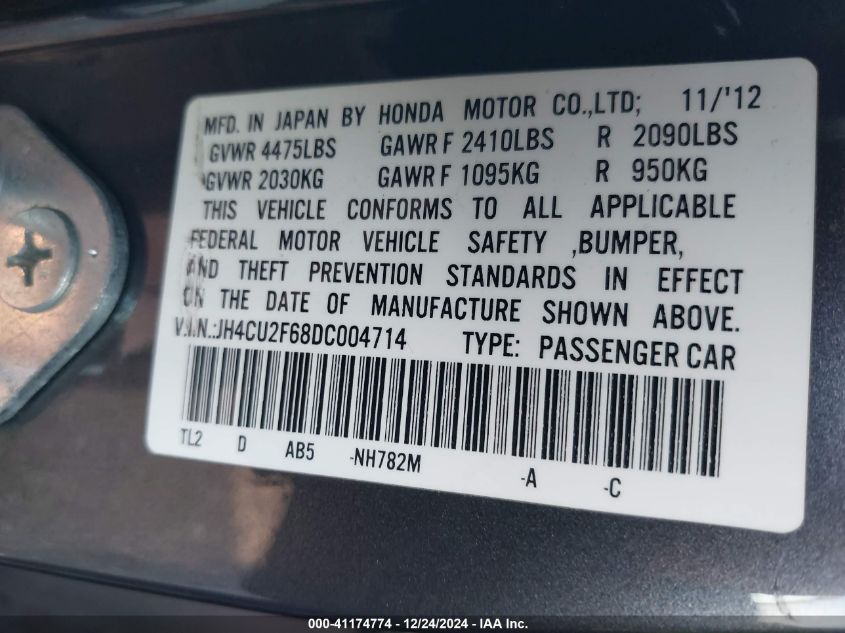 MFD. IN JAPAN BY HONDA MOTOR CO.,LTD; 11/'12
GVWR 4475LBS GAWR F 2410LBS R 2090LBS
GVWR 2030KG GAWR F 1095KG R 950KG
THIS VEHICLE CONFORMS TO ALL APPLICABLE
FEDERAL MOTOR VEHICLE SAFETY ,BUMPER,
AND THEFT PREVENTION STANDARDS IN EFFECT
ON THE DATE OF MANUFACTURE SHOWN ABOVE.
V.I.N.:JH4CU2F68DC004714 TYPE: PASSENGER CAR
TL2 D AB5 -NH782M -A -C
000-41174774 - 12/24/2024 - IAA Inc.